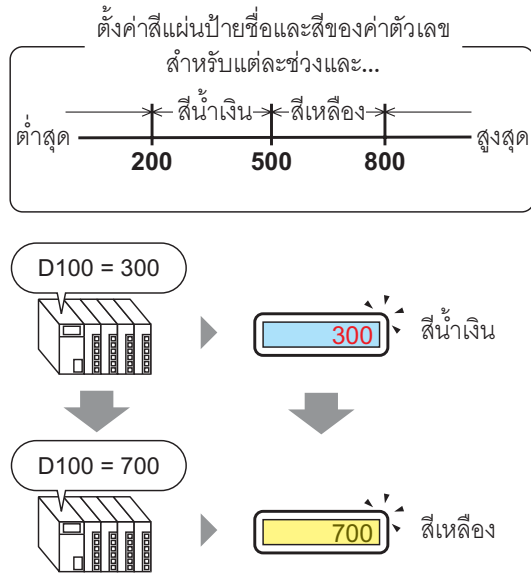 ตั้งค่าสีแผ่นป้ายชื่อและสีของค่าตัวเลข
สำหรับแต่ละช่วงและ...
สีน้ำเงิน สีเหลือง
ต่ำสุด สูงสุด
200 500 800
D100 = 300
300 สีน้ำเงิน
D100 = 700
700 สีเหลือง